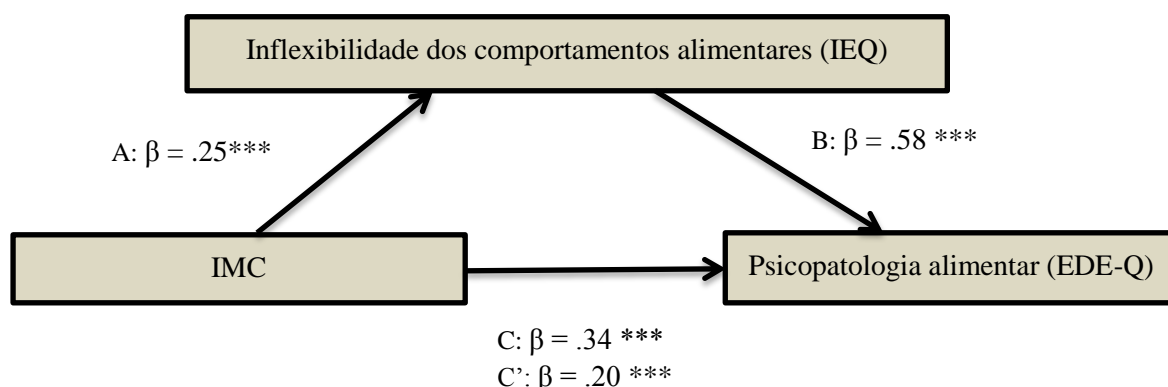 Inflexibilidade dos comportamentos alimentares (IEQ)
A: β = .25***
B: β = .58 ***
IMC
Psicopatologia alimentar (EDE-Q)
C: β = .34 ***
C’: β = .20 ***